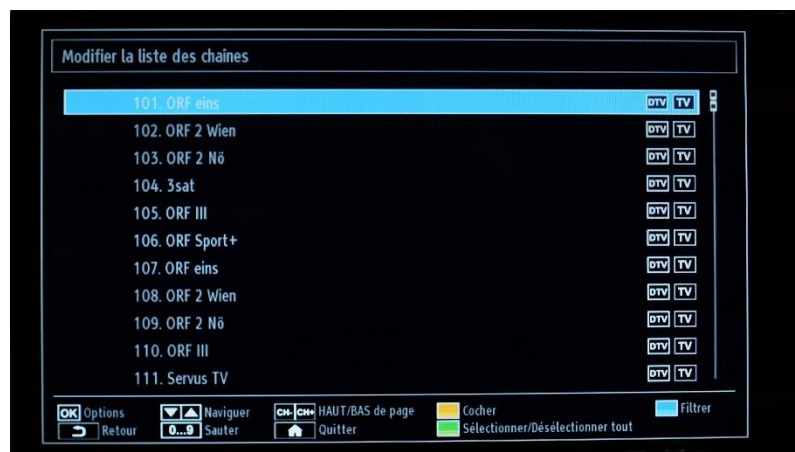 Modifier la liste des chaînes
101. ORF eins DTV TV
102. ORF 2 Wien DTV TV
103. ORF 2 Nö DTV TV
104. 3sat DTV TV
105. ORF III DTV TV
106. ORF Sport+ DTV TV
107. ORF eins DTV TV
108. ORF 2 Wien DTV TV
109. ORF 2 Nö DTV TV
110. ORF III DTV TV
111. Servus TV DTV TV
OK Options Naviguer CH- CH+ HAUT/BAS de page Cocher Filtrer
Retour 0...9 Sauter Quitter Sélectionner/Désélectionner tout